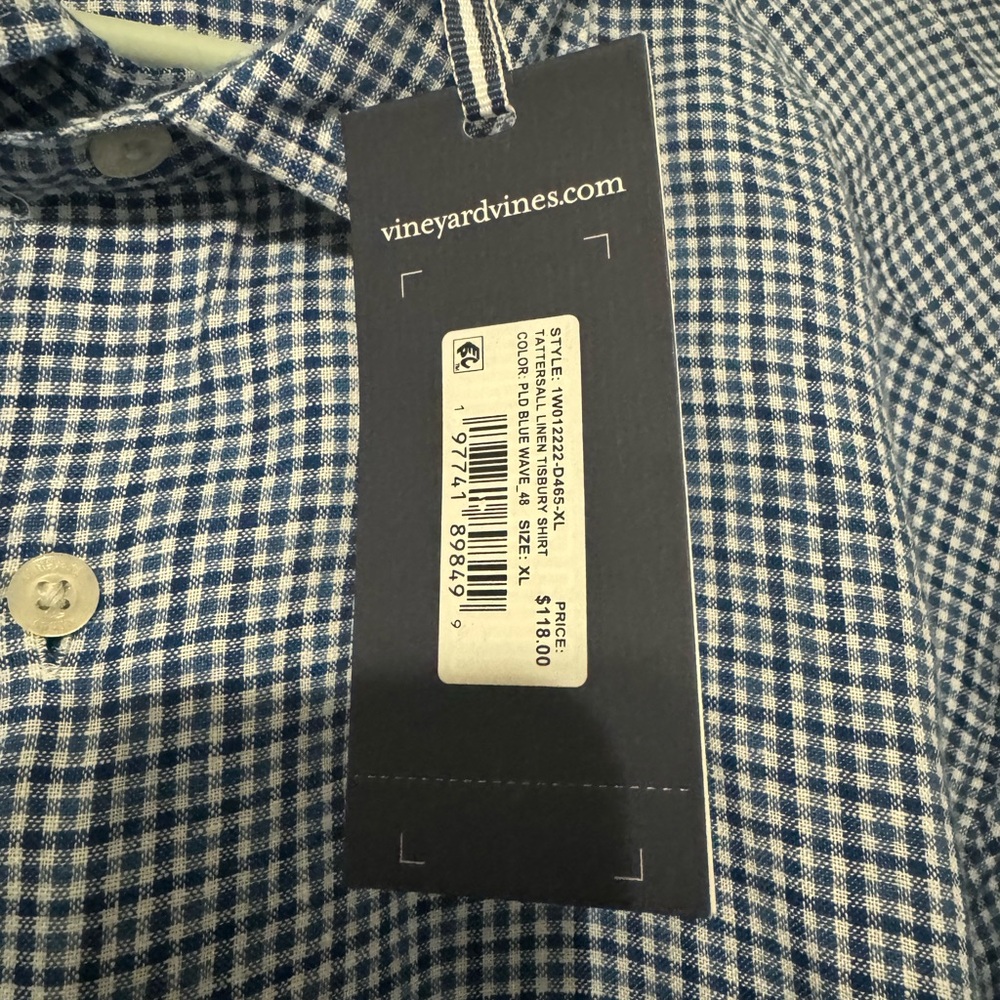 vineyardvines.com
STYLE: 1W012222-D465-XL
TATTERSALL LINEN TISBURY SHIRT
COLOR: PLD BLUE WAVE_48 SIZE: XL
PRICE:
$118.00
1 97741 89849 9